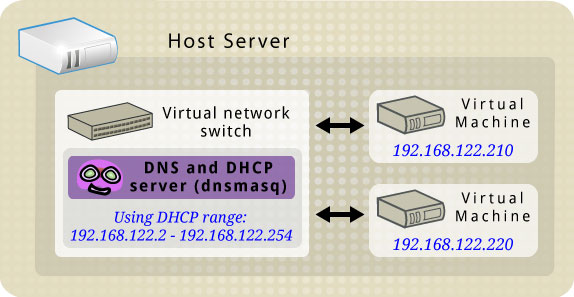 Host Server
Virtual network
switch
DNS and DHCP
server (dnsmasq)
Using DHCP range:
192.168.122.2 - 192.168.122.254
Virtual
Machine
192.168.122.210
Virtual
Machine
192.168.122.220